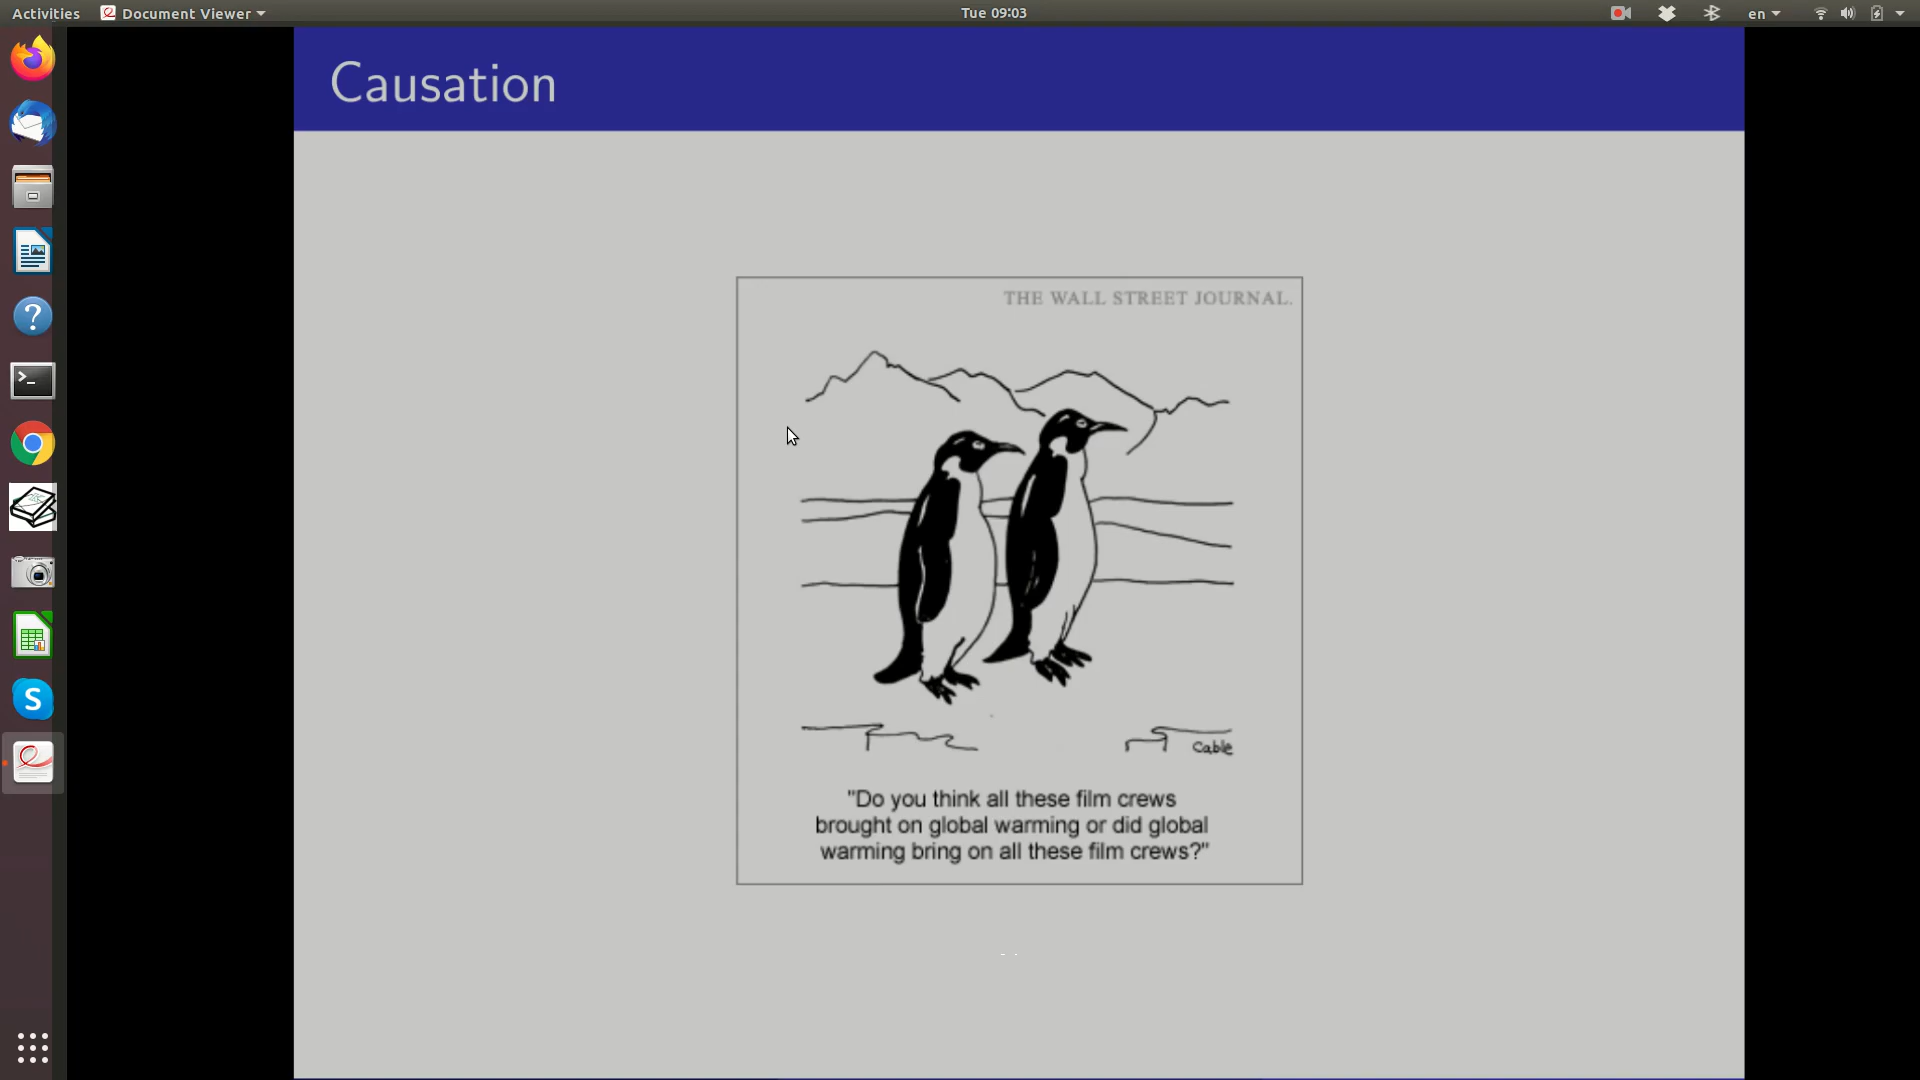 Activities
Document Viewer
Tue 09:03
en
Causation
THE WALL STREET JOURNAL.
Cable
"Do you think all these film crews
brought on global warming or did global
warming bring on all these film crews?"